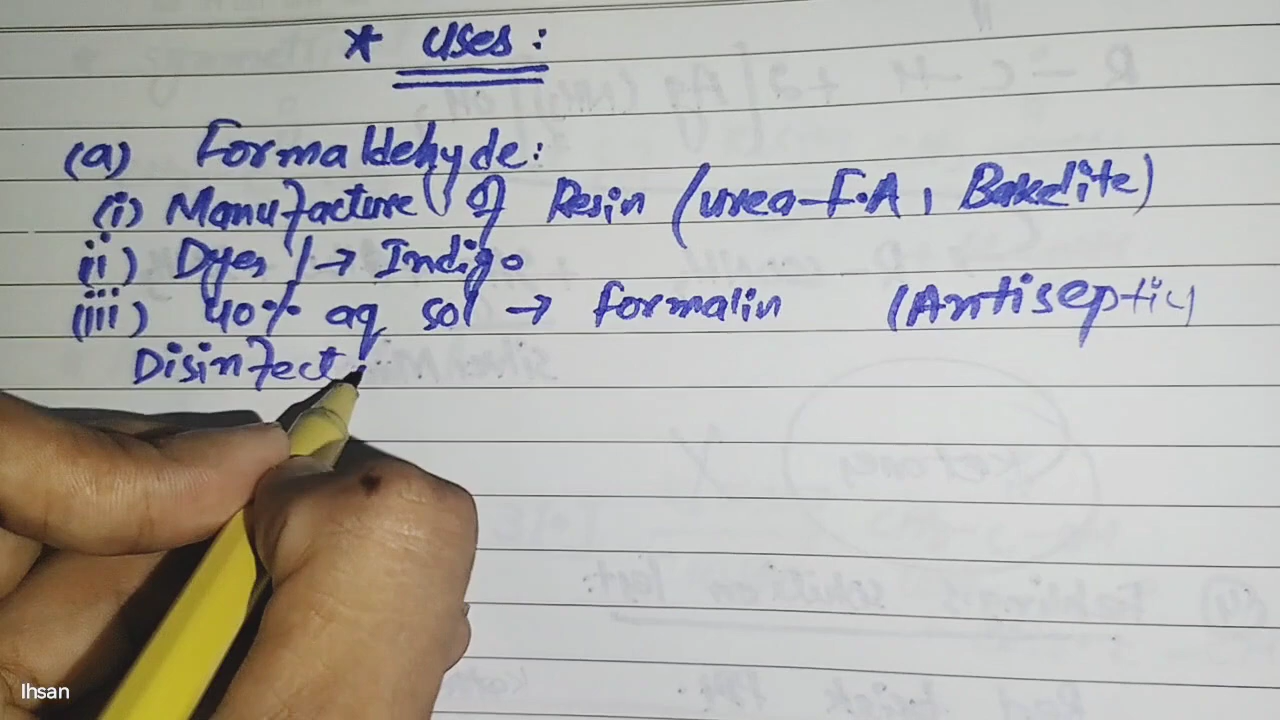 * Uses:
(a) Formaldehyde:
(i) Manufacture of Resin (urea-F.A, Bakelite)
ii) Dyes / → Indigo
(iii) 40% aq sol → formalin (Antiseptic,
Disinfect
Ihsan